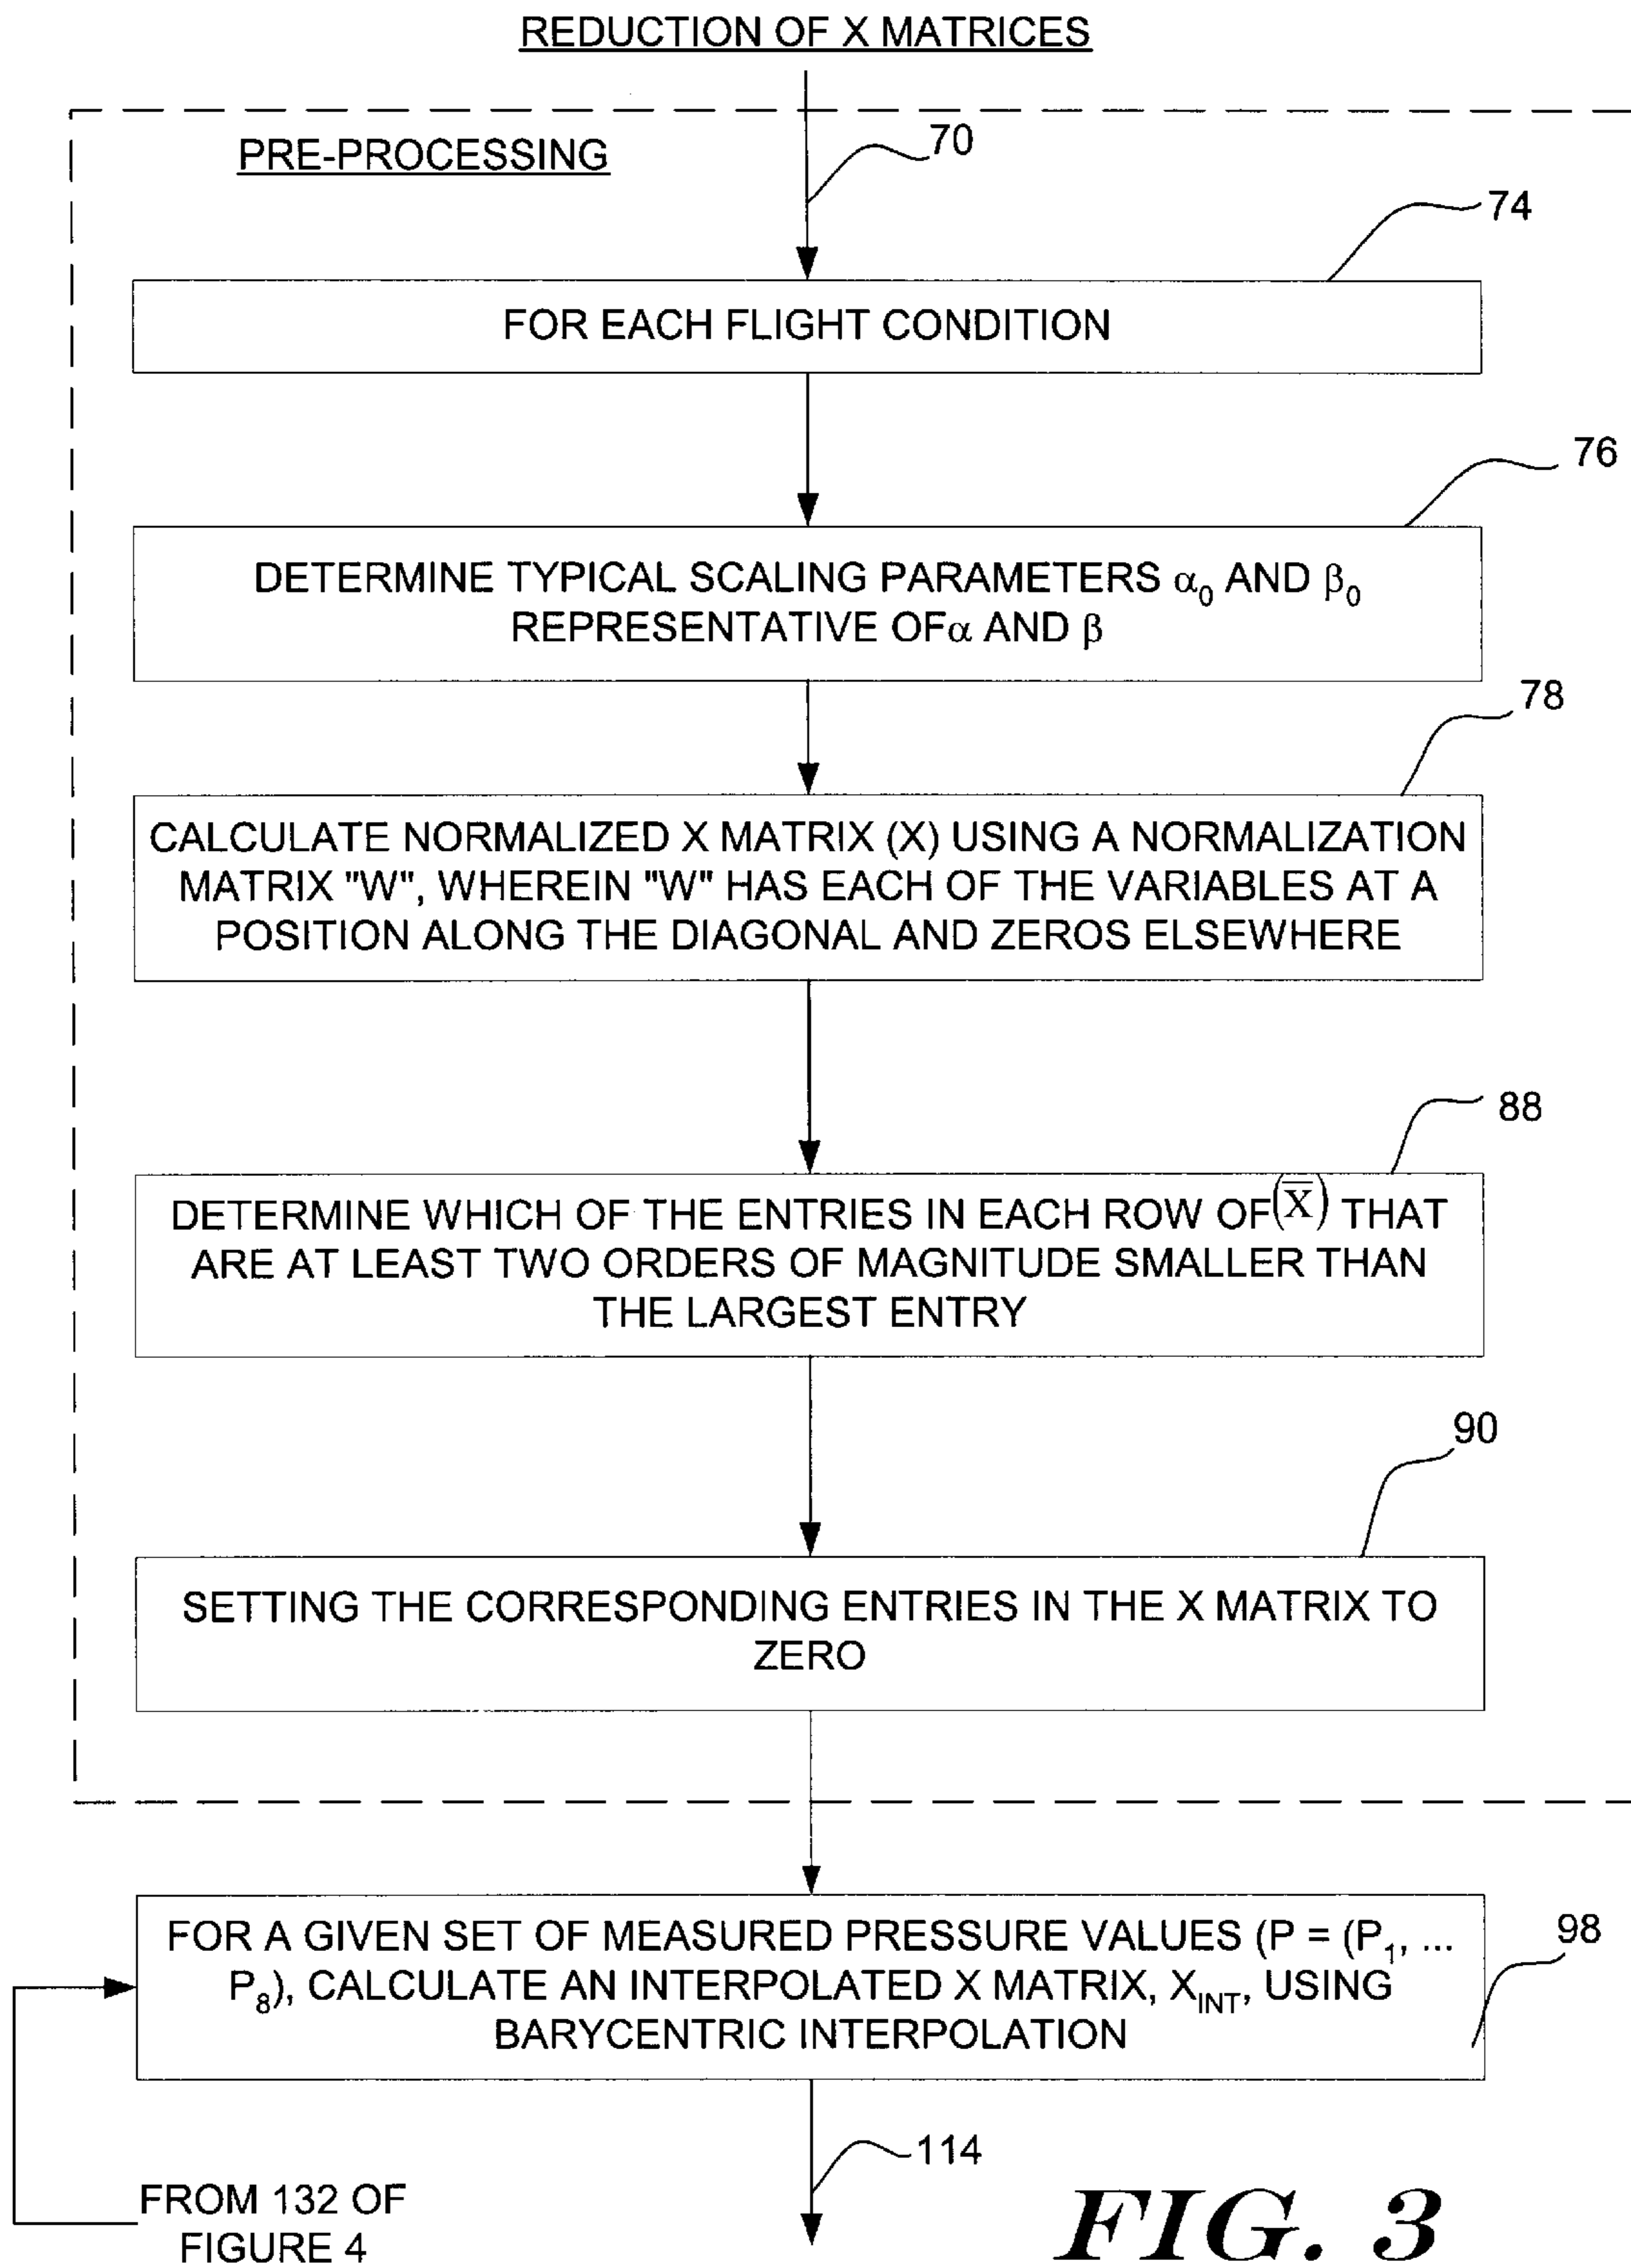 REDUCTION OF X MATRICES
PRE-PROCESSING
70
74
FOR EACH FLIGHT CONDITION
76
DETERMINE TYPICAL SCALING PARAMETERS α₀ AND β₀
REPRESENTATIVE OFα AND β
78
CALCULATE NORMALIZED X MATRIX (X) USING A NORMALIZATION
MATRIX "W", WHEREIN "W" HAS EACH OF THE VARIABLES AT A
POSITION ALONG THE DIAGONAL AND ZEROS ELSEWHERE
88
DETERMINE WHICH OF THE ENTRIES IN EACH ROW OF(X̿) THAT
ARE AT LEAST TWO ORDERS OF MAGNITUDE SMALLER THAN
THE LARGEST ENTRY
90
SETTING THE CORRESPONDING ENTRIES IN THE X MATRIX TO
ZERO
FOR A GIVEN SET OF MEASURED PRESSURE VALUES (P = (P₁, ...
P₈), CALCULATE AN INTERPOLATED X MATRIX, X_INT, USING
BARYCENTRIC INTERPOLATION
98
114
FROM 132 OF
FIGURE 4
FIG. 3